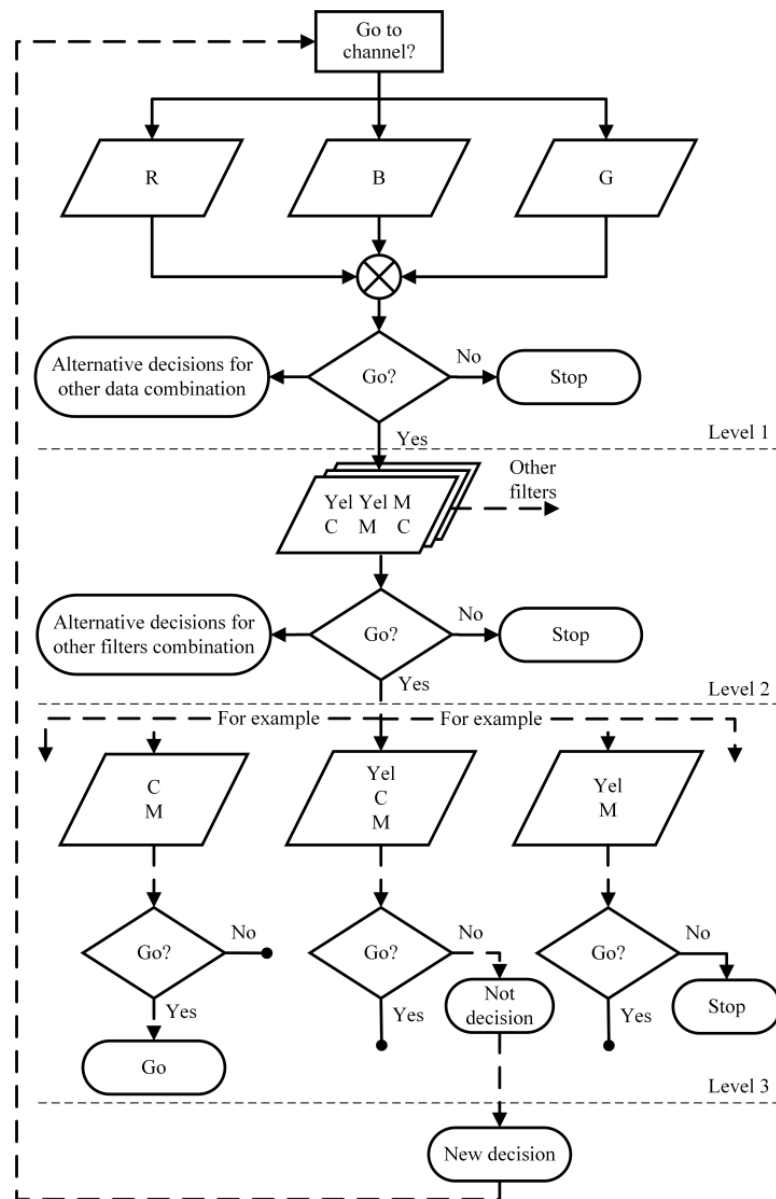 Go to
channel?
R
B
G
Alternative decisions for
other data combination
Go?
No
Stop
Yes
Level 1
Yel Yel M
C M C
Other
filters
Alternative decisions for
other filters combination
Go?
No
Stop
Yes
Level 2
For example
For example
C
M
Yel
C
M
Yel
M
Go?
No
Yes
Go
Go?
No
Yes
Not
decision
Go?
No
Yes
Stop
Level 3
New decision